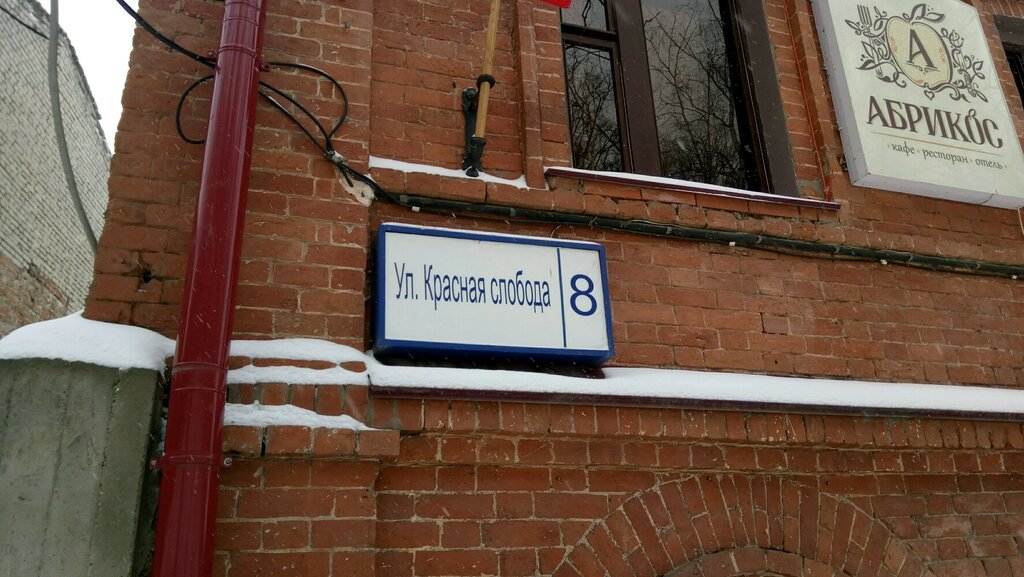 А
АБРИКОС
кафе • ресторан • отель
Ул. Красная слобода 8